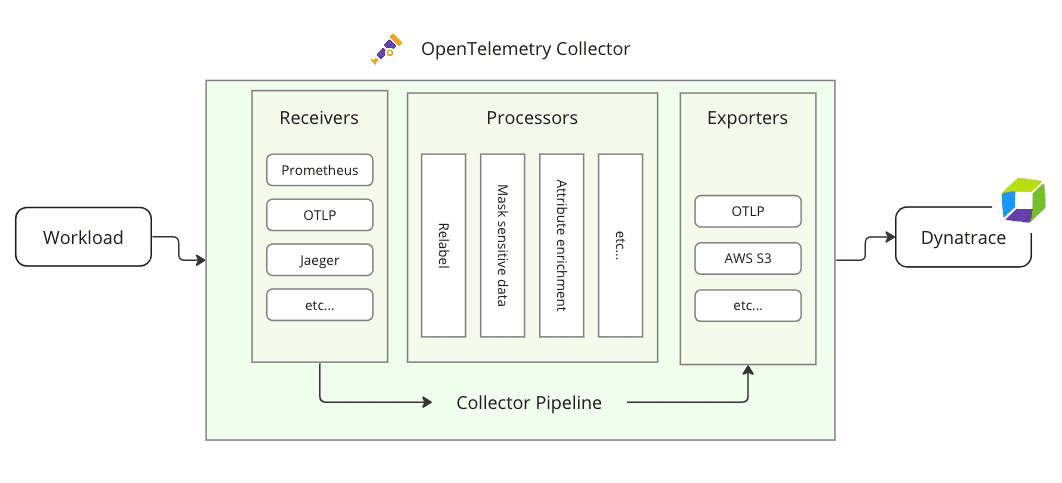 OpenTelemetry Collector
Workload
Receivers
Prometheus
OTLP
Jaeger
etc...
Processors
Relabel
Mask sensitive data
Attribute enrichment
etc...
Exporters
OTLP
AWS S3
etc...
Collector Pipeline
Dynatrace